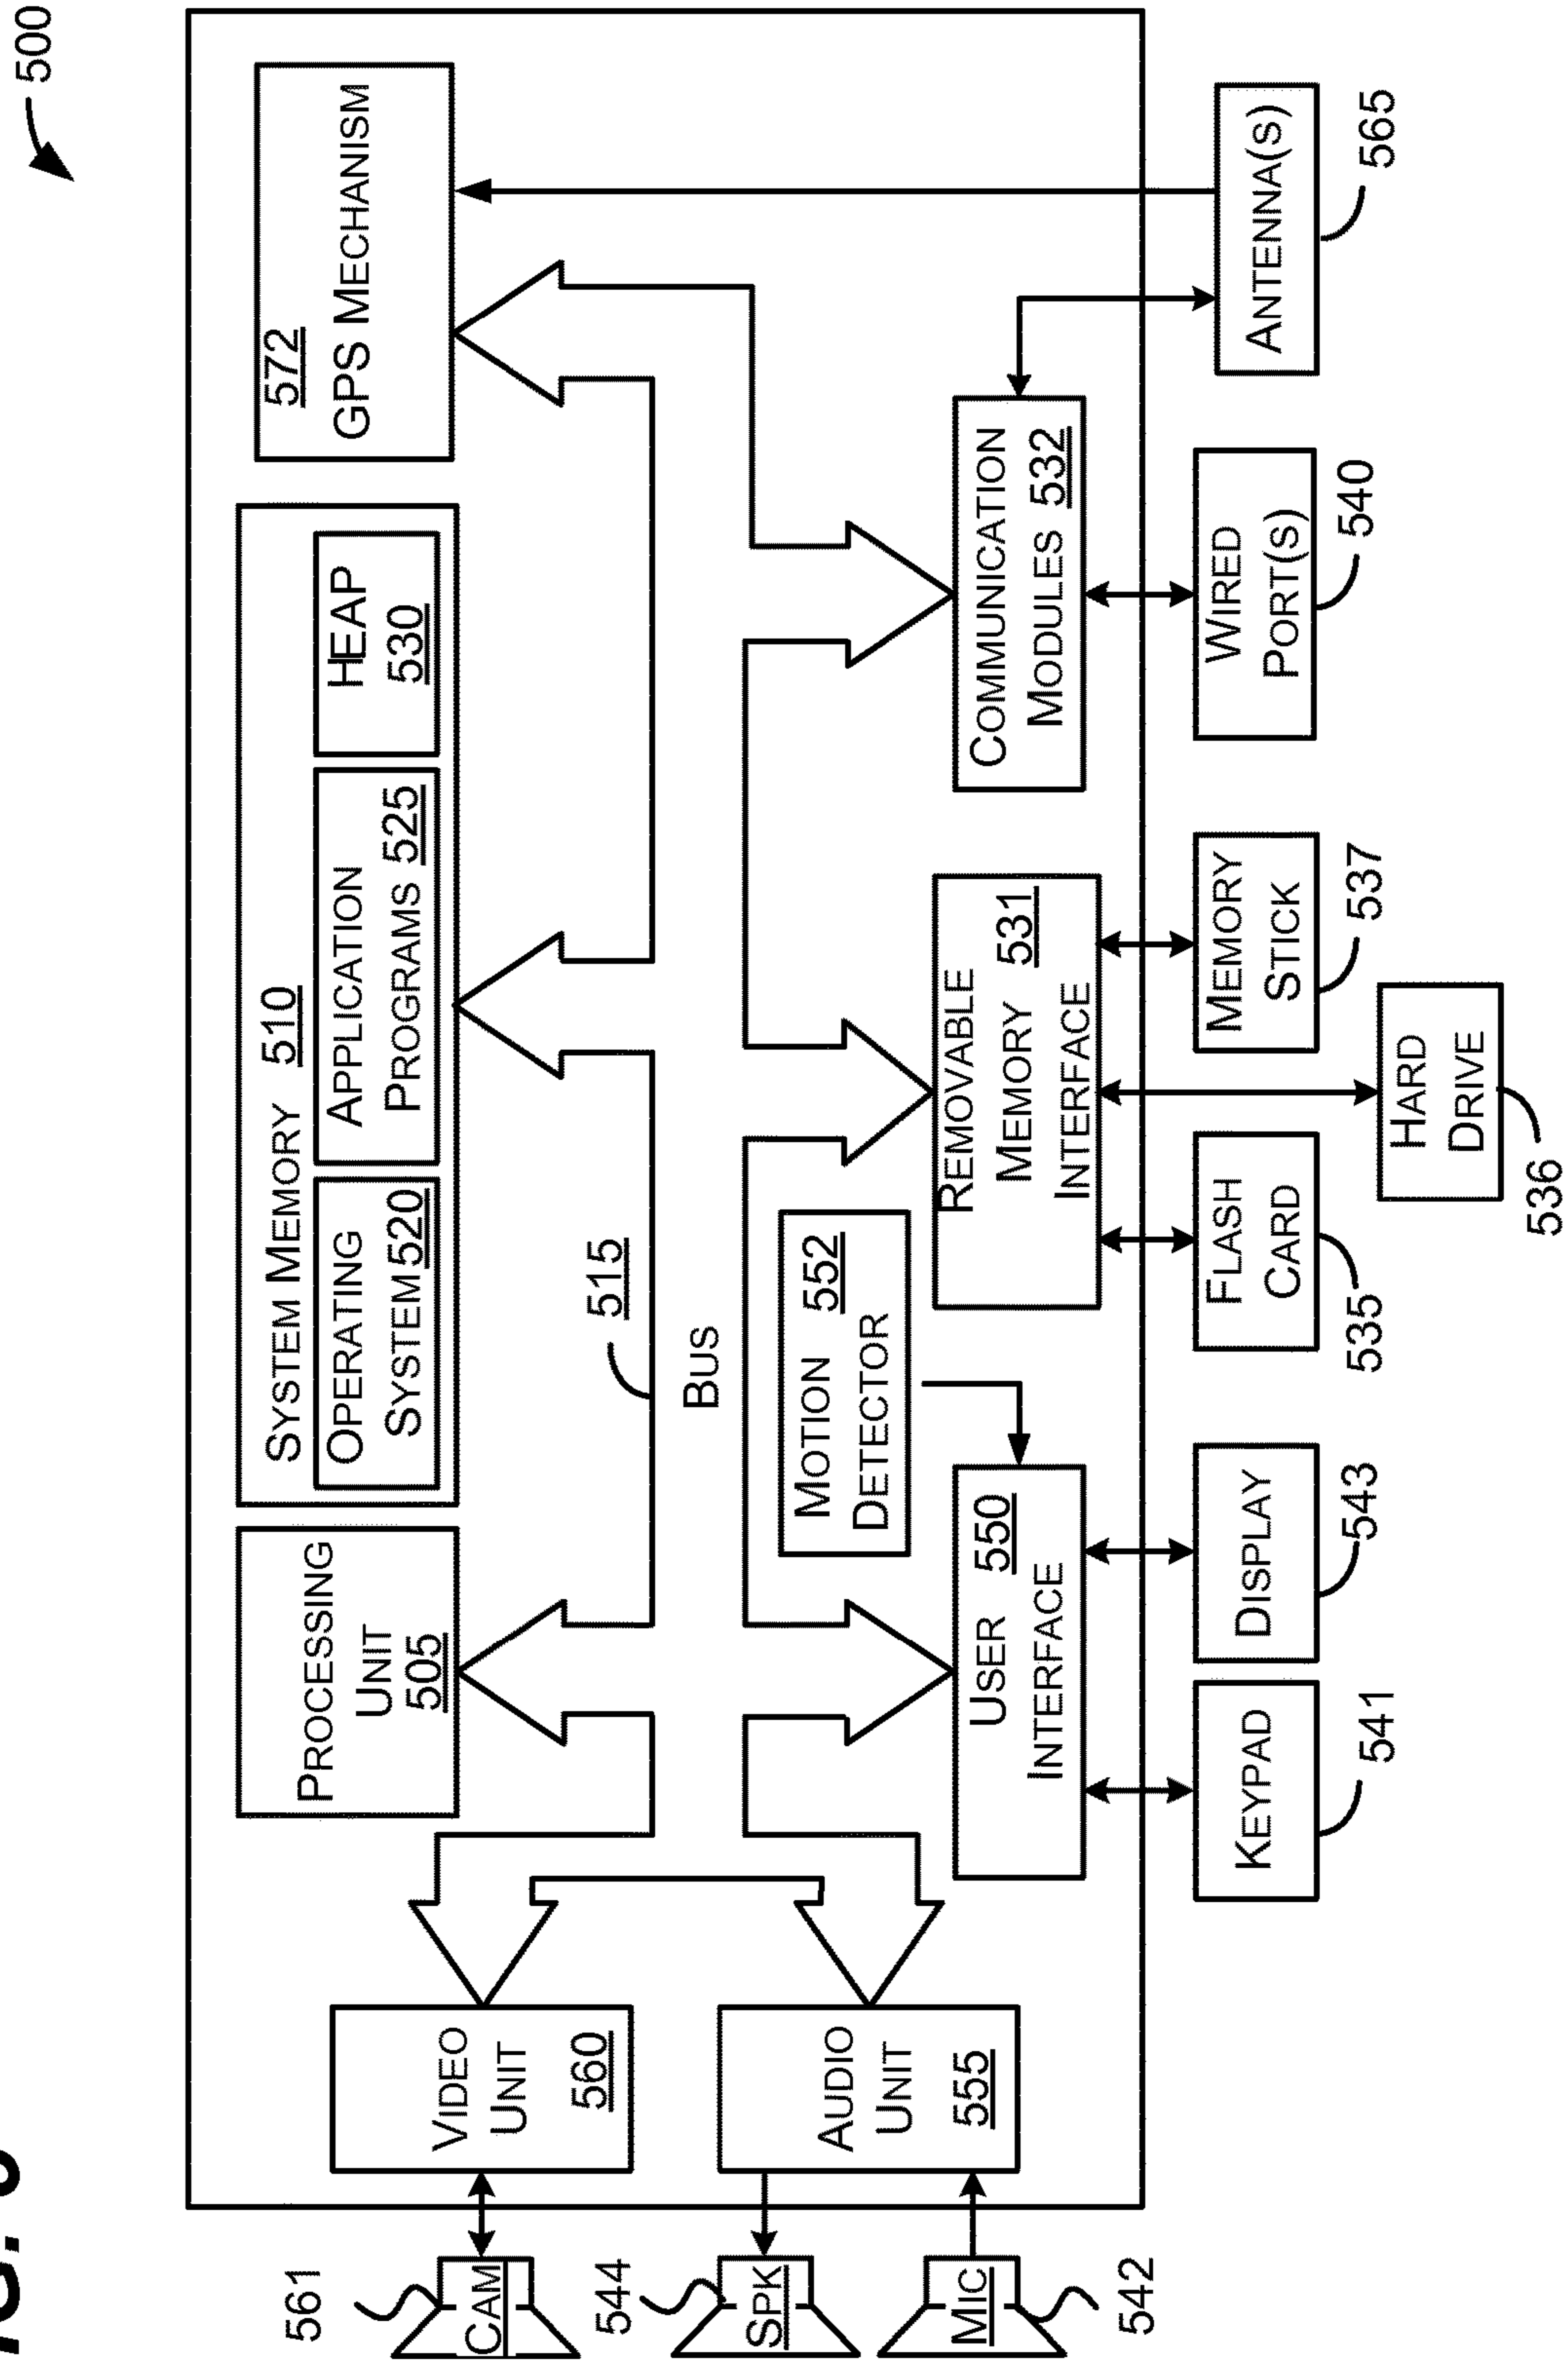 500
PROCESSING
UNIT
505
SYSTEM MEMORY 510
OPERATING
SYSTEM 520
APPLICATION
PROGRAMS 525
HEAP
530
572
GPS MECHANISM
561
CAM
VIDEO
UNIT
560
515
BUS
544
SPK
AUDIO
UNIT
555
MIC
542
MOTION 552
DETECTOR
USER 550
INTERFACE
REMOVABLE
MEMORY 531
INTERFACE
COMMUNICATION
MODULES 532
KEYPAD
541
DISPLAY
543
FLASH
CARD
535
MEMORY
STICK
537
HARD
DRIVE
536
WIRED
PORT(S)
540
ANTENNA(S)
565